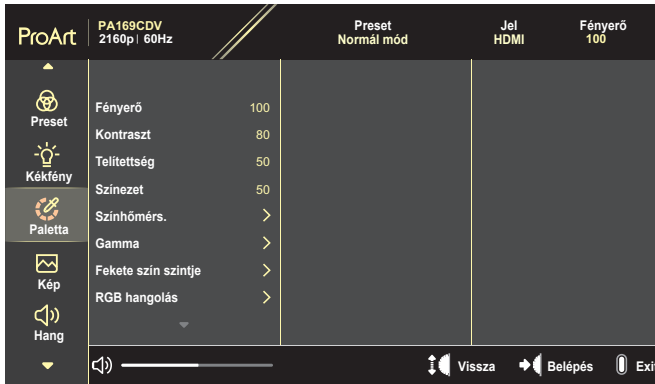 ProArt
PA169CDV
2160p | 60Hz
Preset
Normál mód
Jel
HDMI
Fényerő
100
Preset
Kékfény
Paletta
Kép
Hang
Fényerő 100
Kontraszt 80
Telítettség 50
Színezet 50
Színhőmérs.
Gamma
Fekete szín szintje
RGB hangolás
Vissza Belépés Exit